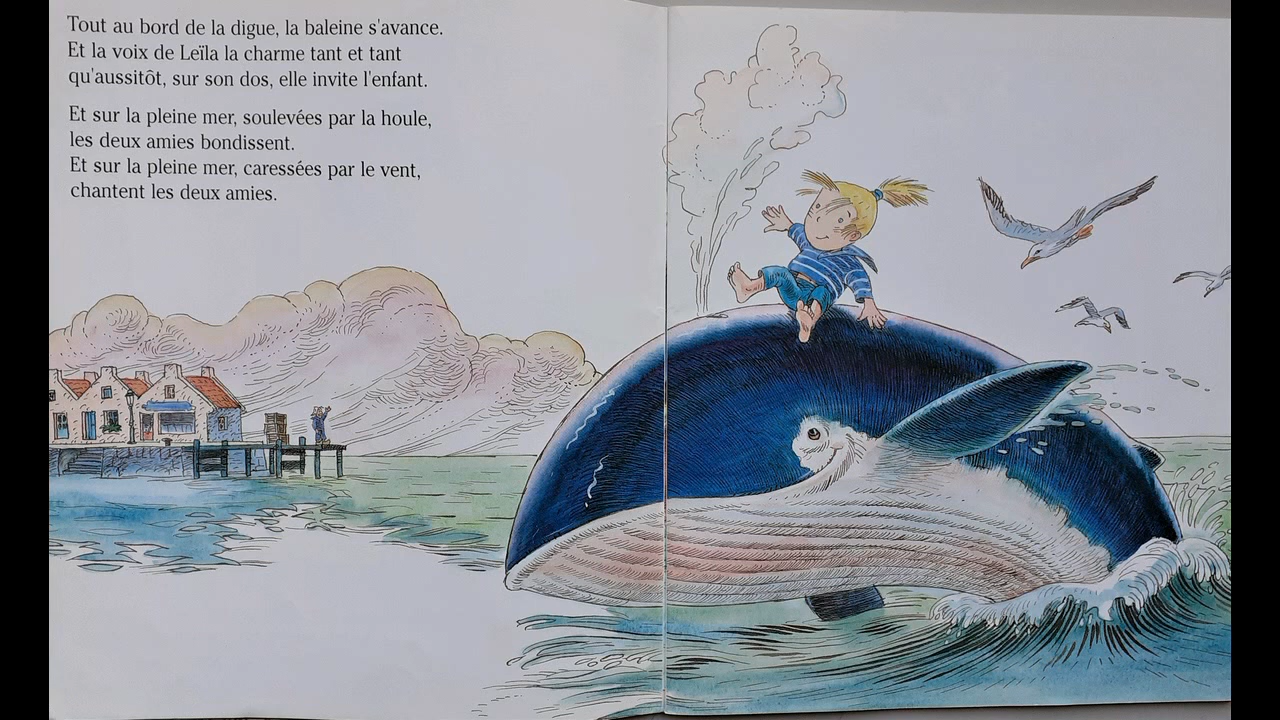 Tout au bord de la digue, la baleine s'avance.
Et la voix de Leïla la charme tant et tant
qu'aussitôt, sur son dos, elle invite l'enfant.
Et sur la pleine mer, soulevées par la houle,
les deux amies bondissent.
Et sur la pleine mer, caressées par le vent,
chantent les deux amies.